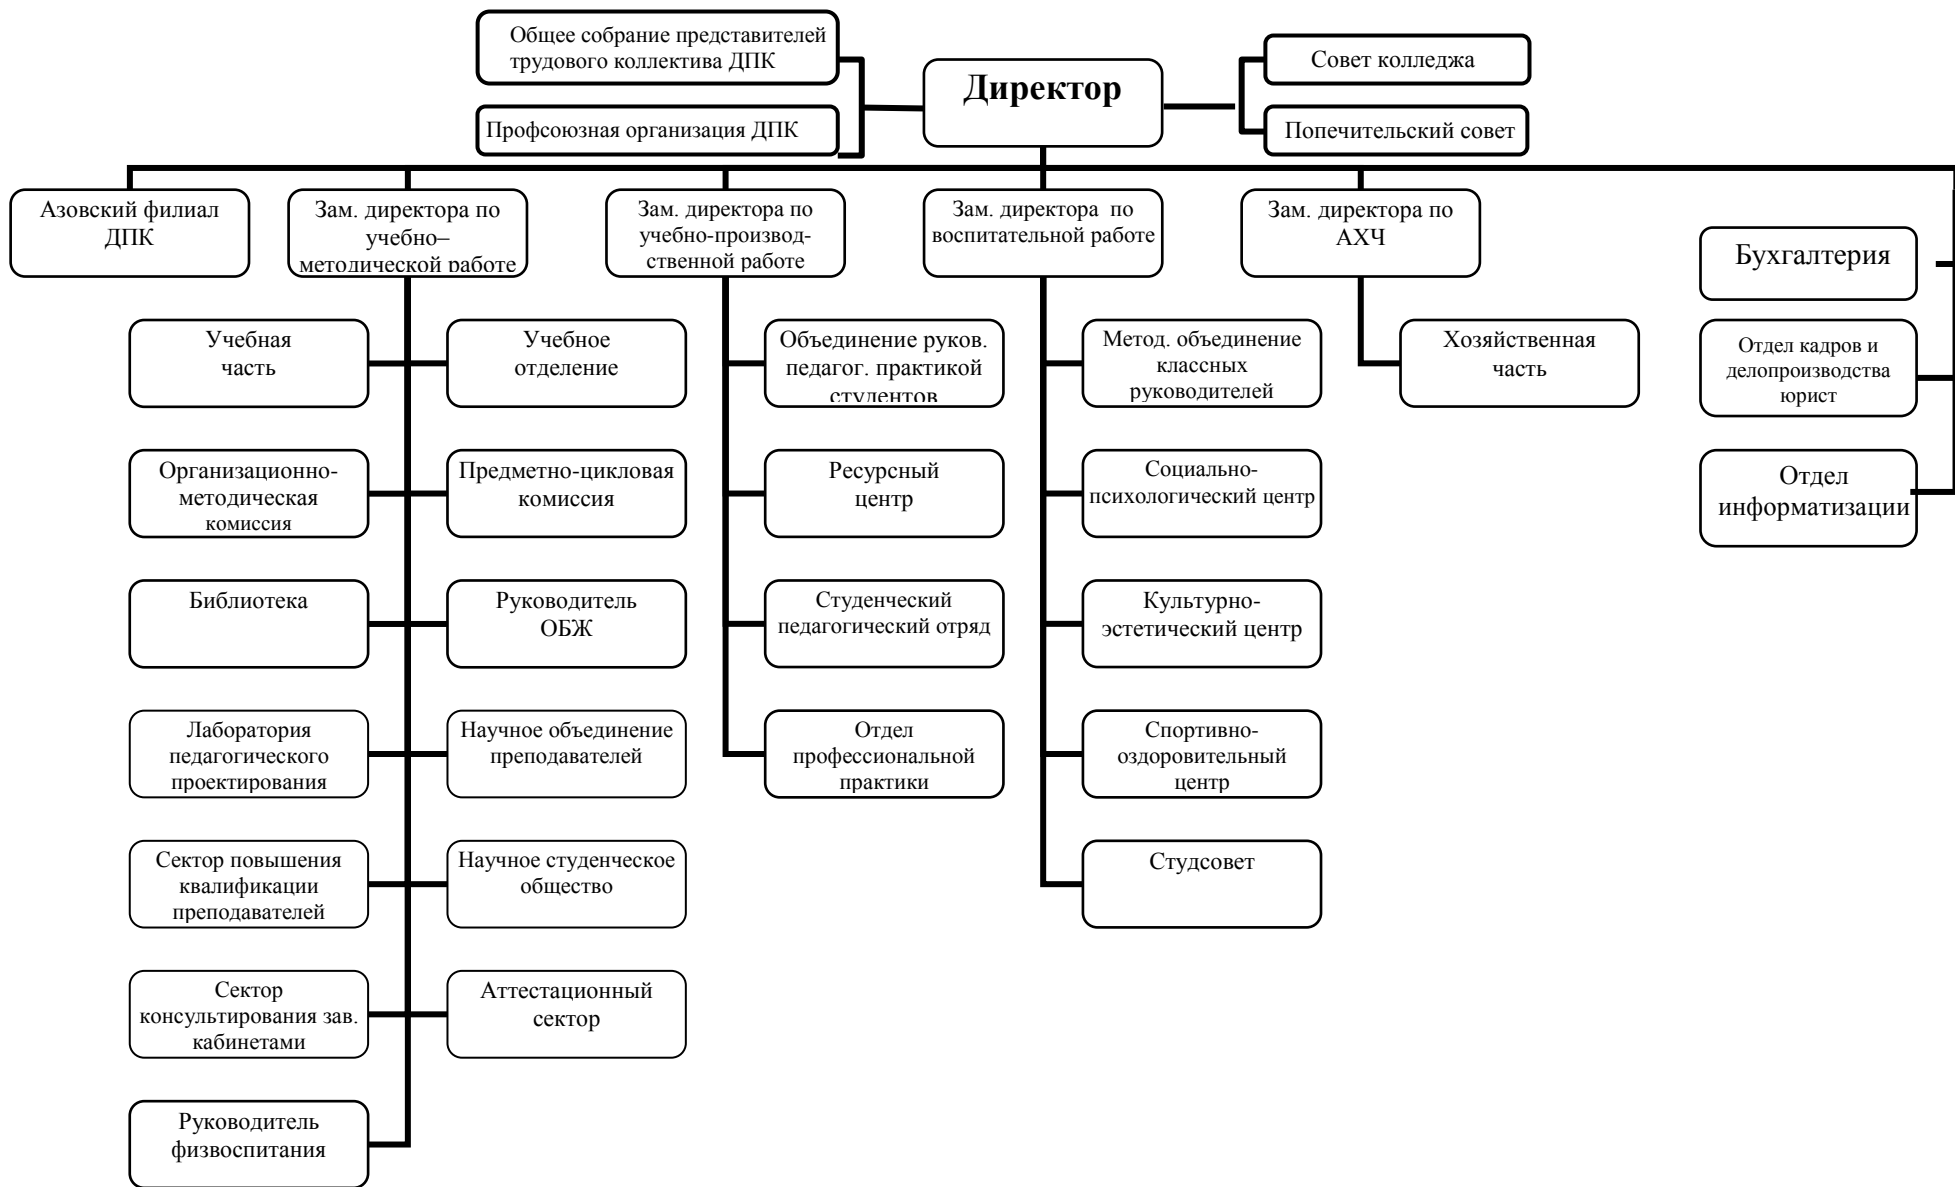 Общее собрание представителей
трудового коллектива ДПК
Директор
Совет колледжа
Профсоюзная организация ДПК
Попечительский совет
Азовский филиал
ДПК
Зам. директора по
учебно–
методической работе
Зам. директора по
учебно-производ-
ственной работе
Зам. директора по
воспитательной работе
Зам. директора по
АХЧ
Бухгалтерия
Учебная
часть
Учебное
отделение
Объединение руков.
педагог. практикой
студентов
Метод. объединение
классных
руководителей
Хозяйственная
часть
Отдел кадров и
делопроизводства
юрист
Организационно-
методическая
комиссия
Предметно-цикловая
комиссия
Ресурсный
центр
Социально-
психологический центр
Отдел
информатизации
Библиотека
Руководитель
ОБЖ
Студенческий
педагогический отряд
Культурно-
эстетический центр
Лаборатория
педагогического
проектирования
Научное объединение
преподавателей
Отдел
профессиональной
практики
Спортивно-
оздоровительный
центр
Сектор повышения
квалификации
преподавателей
Научное студенческое
общество
Студсовет
Сектор
консультирования зав.
кабинетами
Аттестационный
сектор
Руководитель
физвоспитания